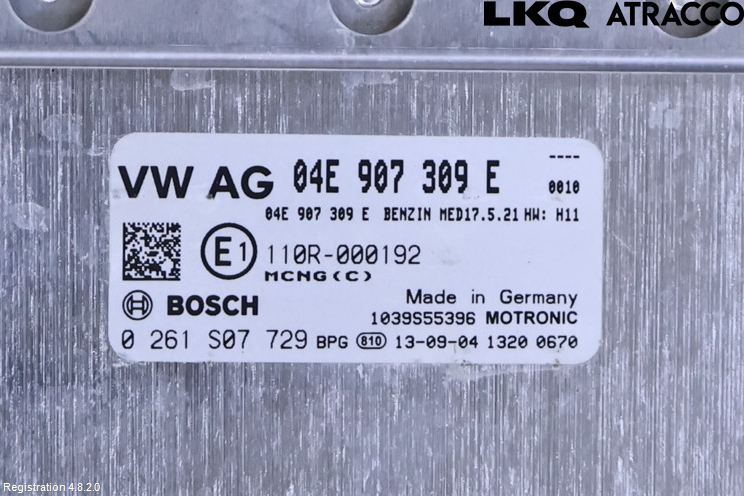 LKQ ATRACCO
VW AG 04E 907 309 E
----
0010
04E 907 309 E BENZIN MED17.5.21 HW: H11
E1 110R-000192
MCNG(C)
BOSCH
Made in Germany
1039S55396 MOTRONIC
0 261 S07 729 BPG 810 13-09-04 1320 0670
Registration 4.8.2.0